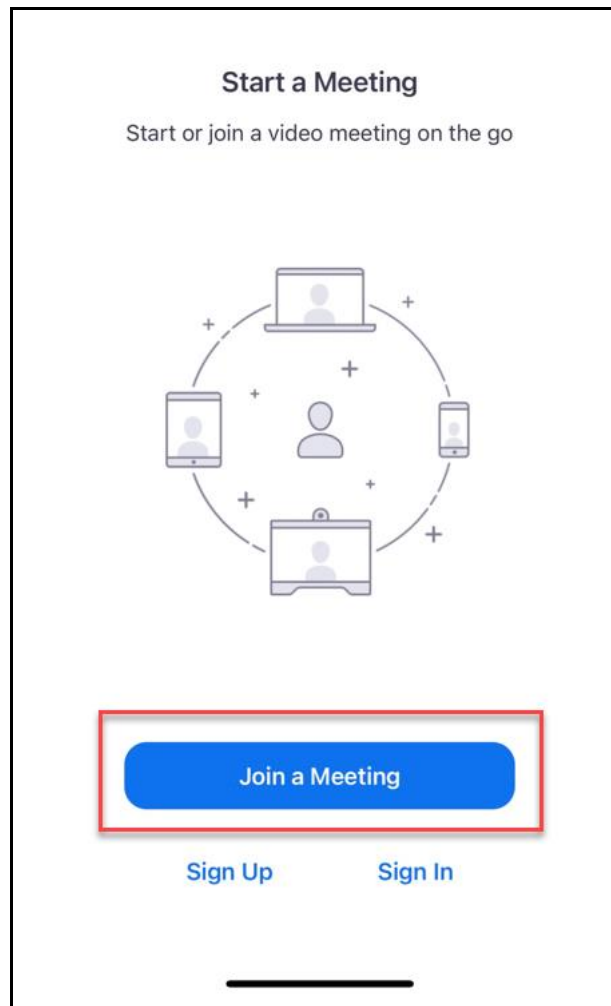 Start a Meeting
Start or join a video meeting on the go
Join a Meeting
Sign Up Sign In